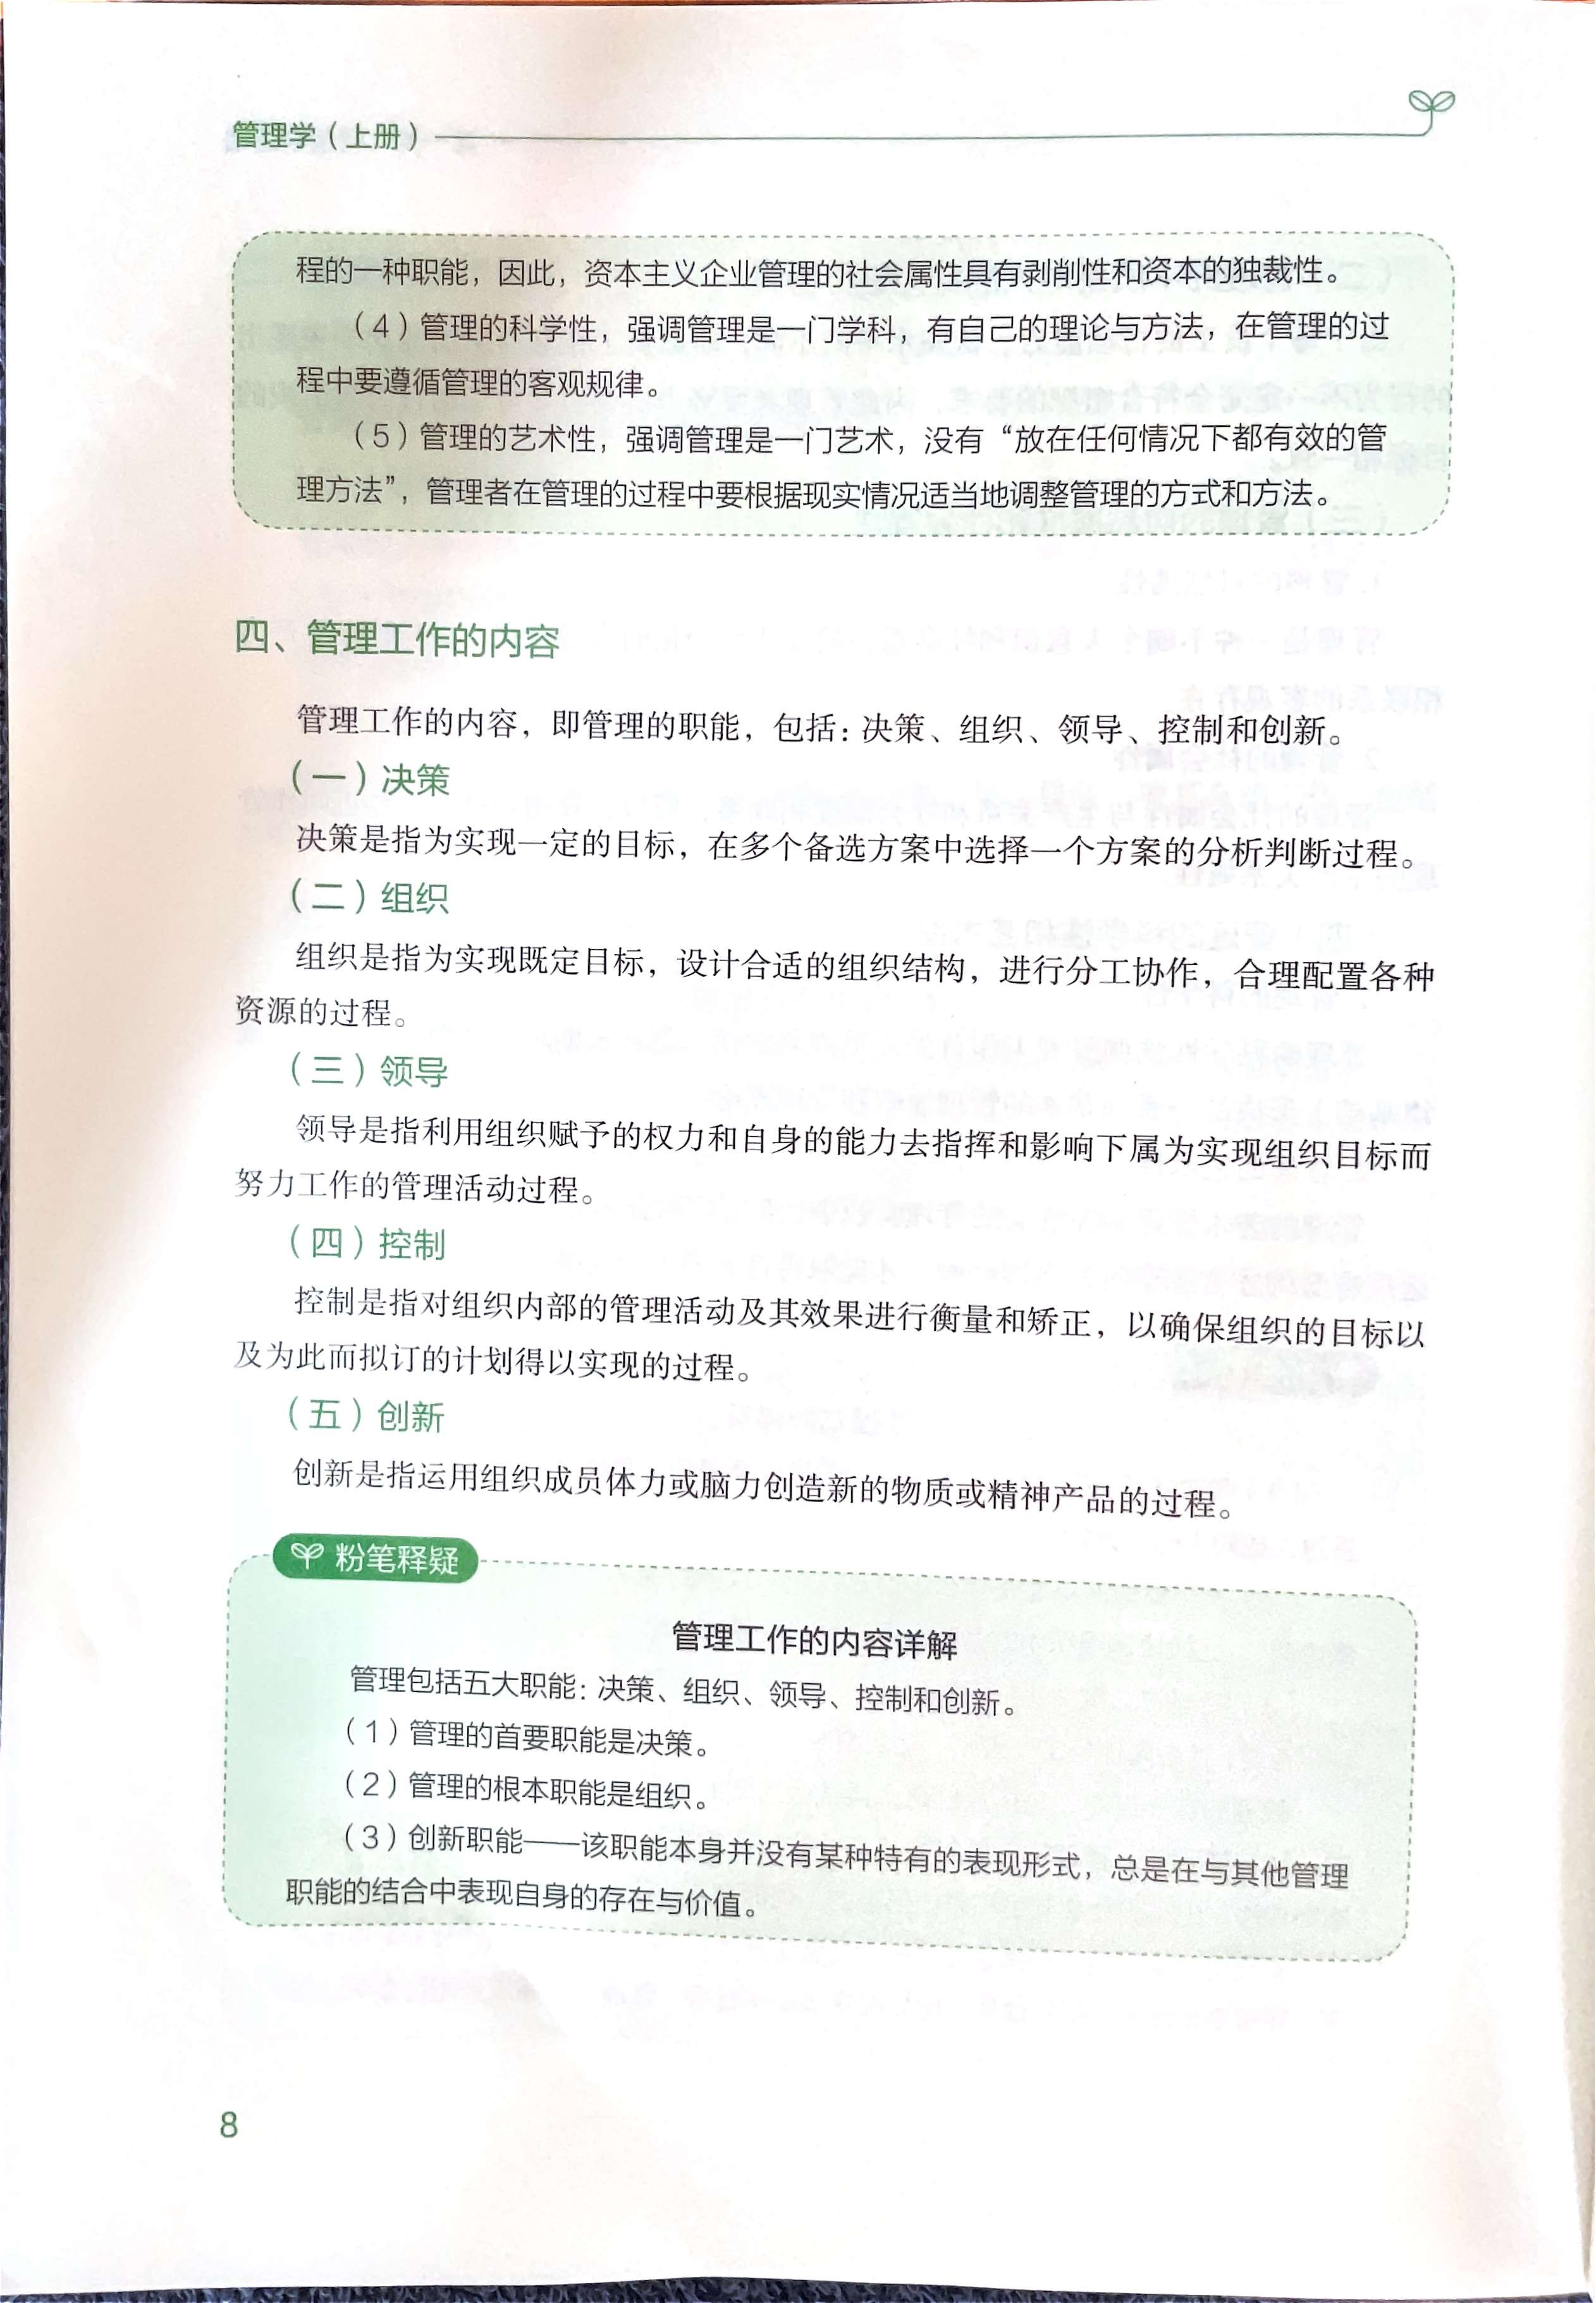 管理学（上册）
程的一种职能，因此，资本主义企业管理的社会属性具有剥削性和资本的独裁性。
（4）管理的科学性，强调管理是一门学科，有自己的理论与方法，在管理的过
程中要遵循管理的客观规律。
（5）管理的艺术性，强调管理是一门艺术，没有“放在任何情况下都有效的管
理方法”，管理者在管理的过程中要根据现实情况适当地调整管理的方式和方法。
四、管理工作的内容
管理工作的内容，即管理的职能，包括：决策、组织、领导、控制和创新。
（一）决策
决策是指为实现一定的目标，在多个备选方案中选择一个方案的分析判断过程。
（二）组织
组织是指为实现既定目标，设计合适的组织结构，进行分工协作，合理配置各种
资源的过程。
（三）领导
领导是指利用组织赋予的权力和自身的能力去指挥和影响下属为实现组织目标而
努力工作的管理活动过程。
（四）控制
控制是指对组织内部的管理活动及其效果进行衡量和矫正，以确保组织的目标以
及为此而拟订的计划得以实现的过程。
（五）创新
创新是指运用组织成员体力或脑力创造新的物质或精神产品的过程。
粉笔释疑
管理工作的内容详解
管理包括五大职能：决策、组织、领导、控制和创新。
（1）管理的首要职能是决策。
（2）管理的根本职能是组织。
（3）创新职能——该职能本身并没有某种特有的表现形式，总是在与其他管理
职能的结合中表现自身的存在与价值。
8